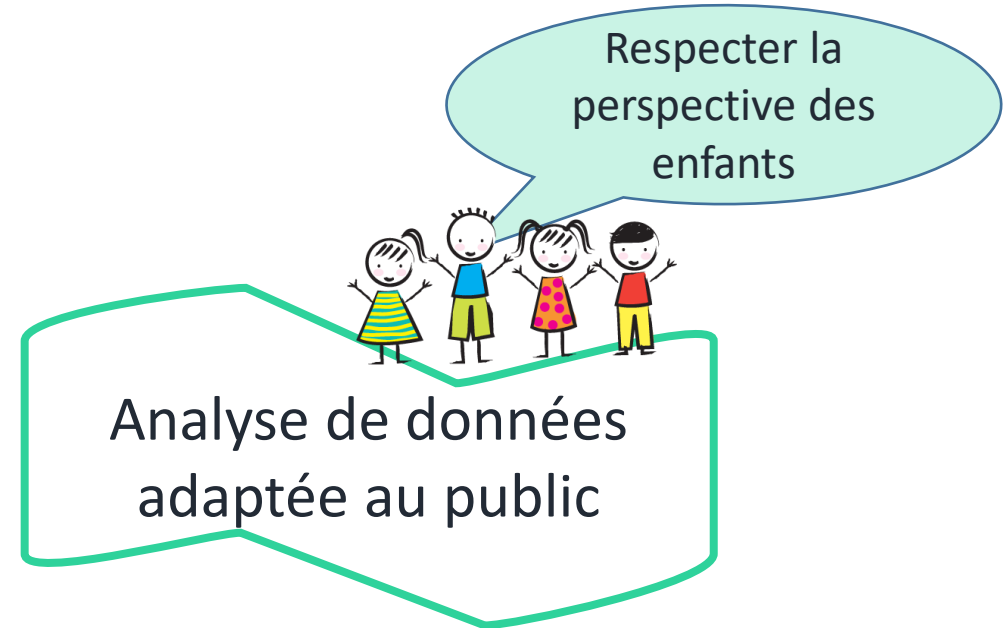 Respecter la
perspective des
enfants
Analyse de données
adaptée au public